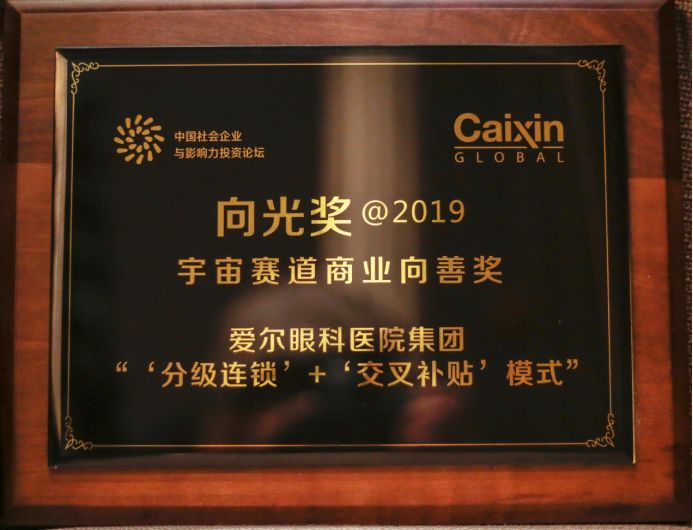 中国社会企业
与影响力投资论坛
Caixin
GLOBAL
向光奖@2019
宇宙赛道商业向善奖
爱尔眼科医院集团
“‘分级连锁’+‘交叉补贴’模式”